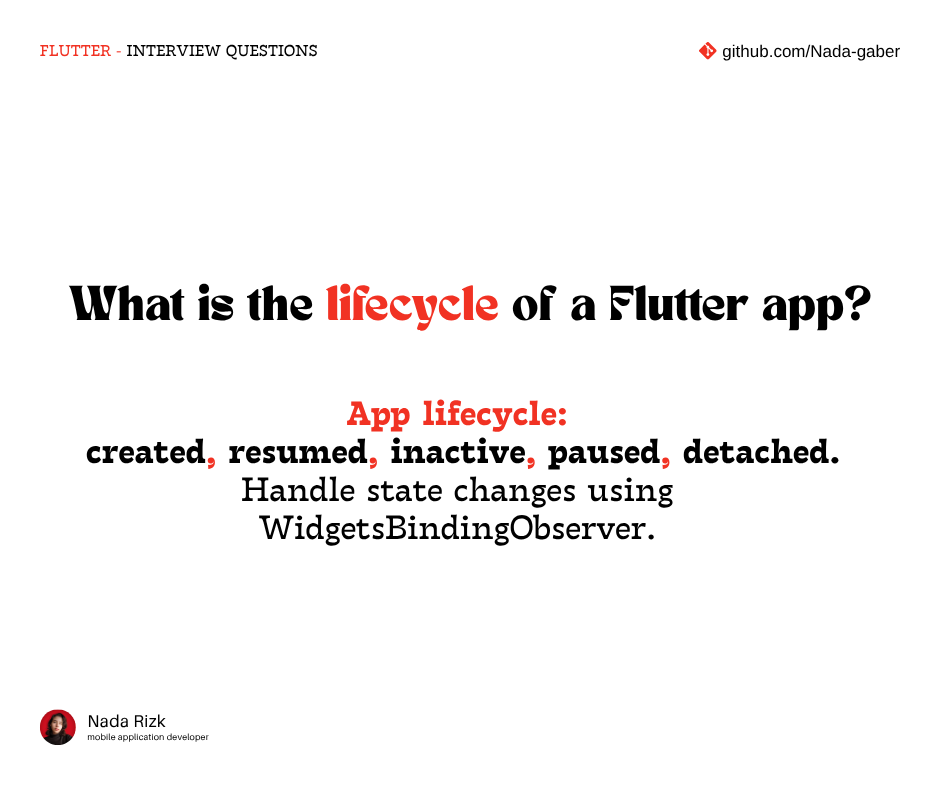 FLUTTER - INTERVIEW QUESTIONS
github.com/Nada-gaber
What is the lifecycle of a Flutter app?
App lifecycle:
created, resumed, inactive, paused, detached.
Handle state changes using
WidgetsBindingObserver.
Nada Rizk
mobile application developer